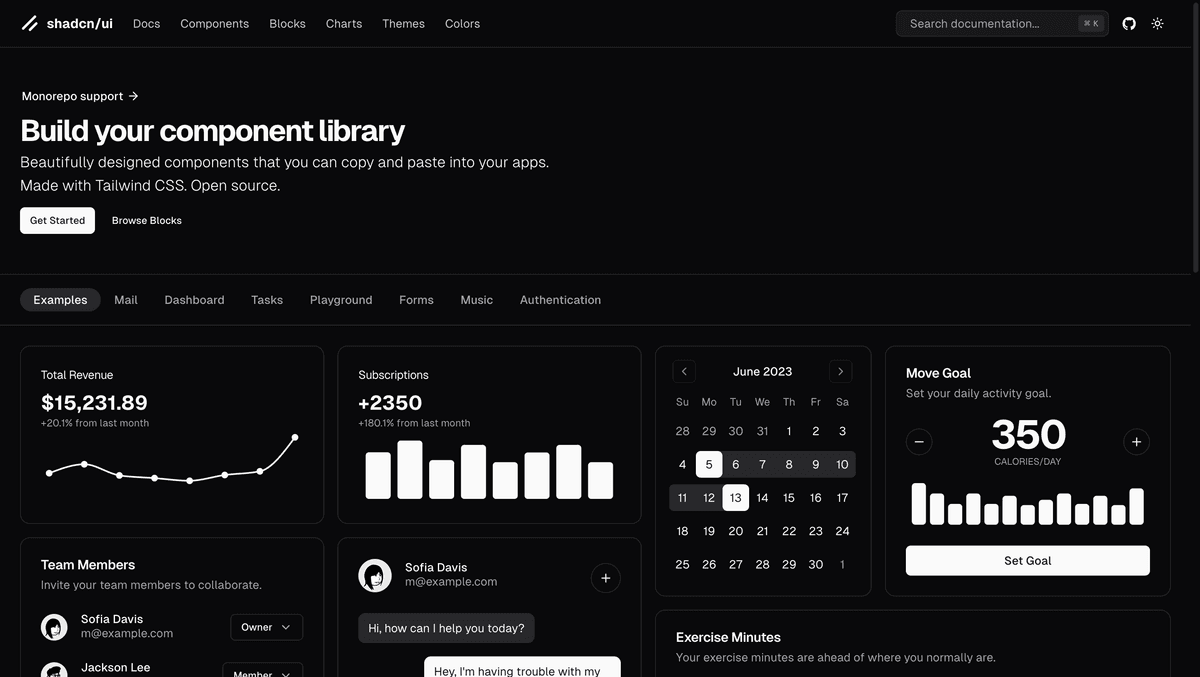 shadcn/ui Docs Components Blocks Charts Themes Colors Search documentation... ⌘ K
Monorepo support →
Build your component library
Beautifully designed components that you can copy and paste into your apps.
Made with Tailwind CSS. Open source.
Get Started Browse Blocks
Examples Mail Dashboard Tasks Playground Forms Music Authentication
Total Revenue
$15,231.89
+20.1% from last month
Subscriptions
+2350
+180.1% from last month
June 2023
Su Mo Tu We Th Fr Sa
28 29 30 31 1 2 3
4 5 6 7 8 9 10
11 12 13 14 15 16 17
18 19 20 21 22 23 24
25 26 27 28 29 30 1
Move Goal
Set your daily activity goal.
350
CALORIES/DAY
Set Goal
Team Members
Invite your team members to collaborate.
Sofia Davis
m@example.com
Owner
Jackson Lee
Member
Sofia Davis
m@example.com
Hi, how can I help you today?
Hey, I'm having trouble with my
Exercise Minutes
Your exercise minutes are ahead of where you normally are.